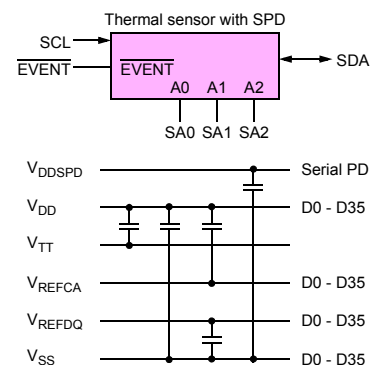 Thermal sensor with SPD
SCL
EVENT EVENT SDA
A0 A1 A2
SA0 SA1 SA2
VDDSPD Serial PD
VDD D0 - D35
VTT
VREFCA D0 - D35
VREFDQ D0 - D35
VSS D0 - D35